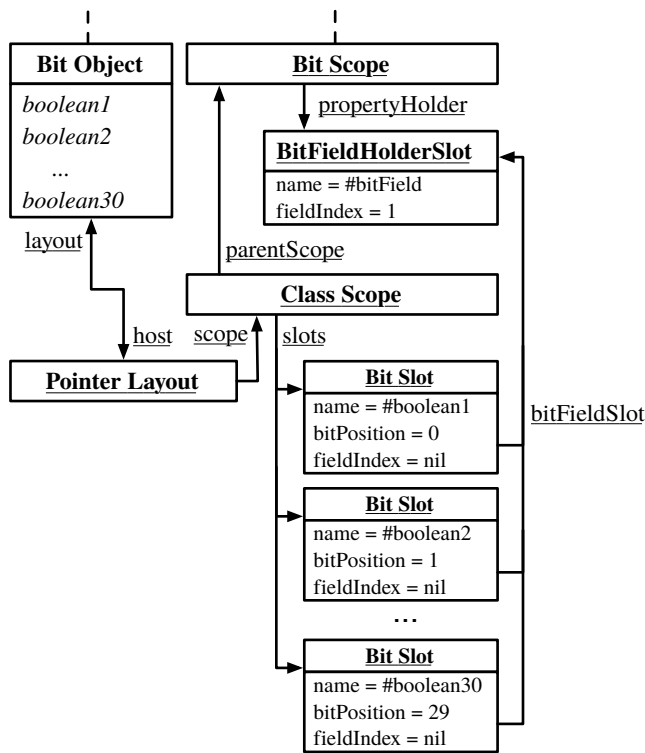 Bit Object
boolean1
boolean2
...
boolean30
Bit Scope
propertyHolder
BitFieldHolderSlot
name = #bitField
fieldIndex = 1
layout
parentScope
Class Scope
host
scope
slots
Pointer Layout
Bit Slot
name = #boolean1
bitPosition = 0
fieldIndex = nil
bitFieldSlot
Bit Slot
name = #boolean2
bitPosition = 1
fieldIndex = nil
...
Bit Slot
name = #boolean30
bitPosition = 29
fieldIndex = nil